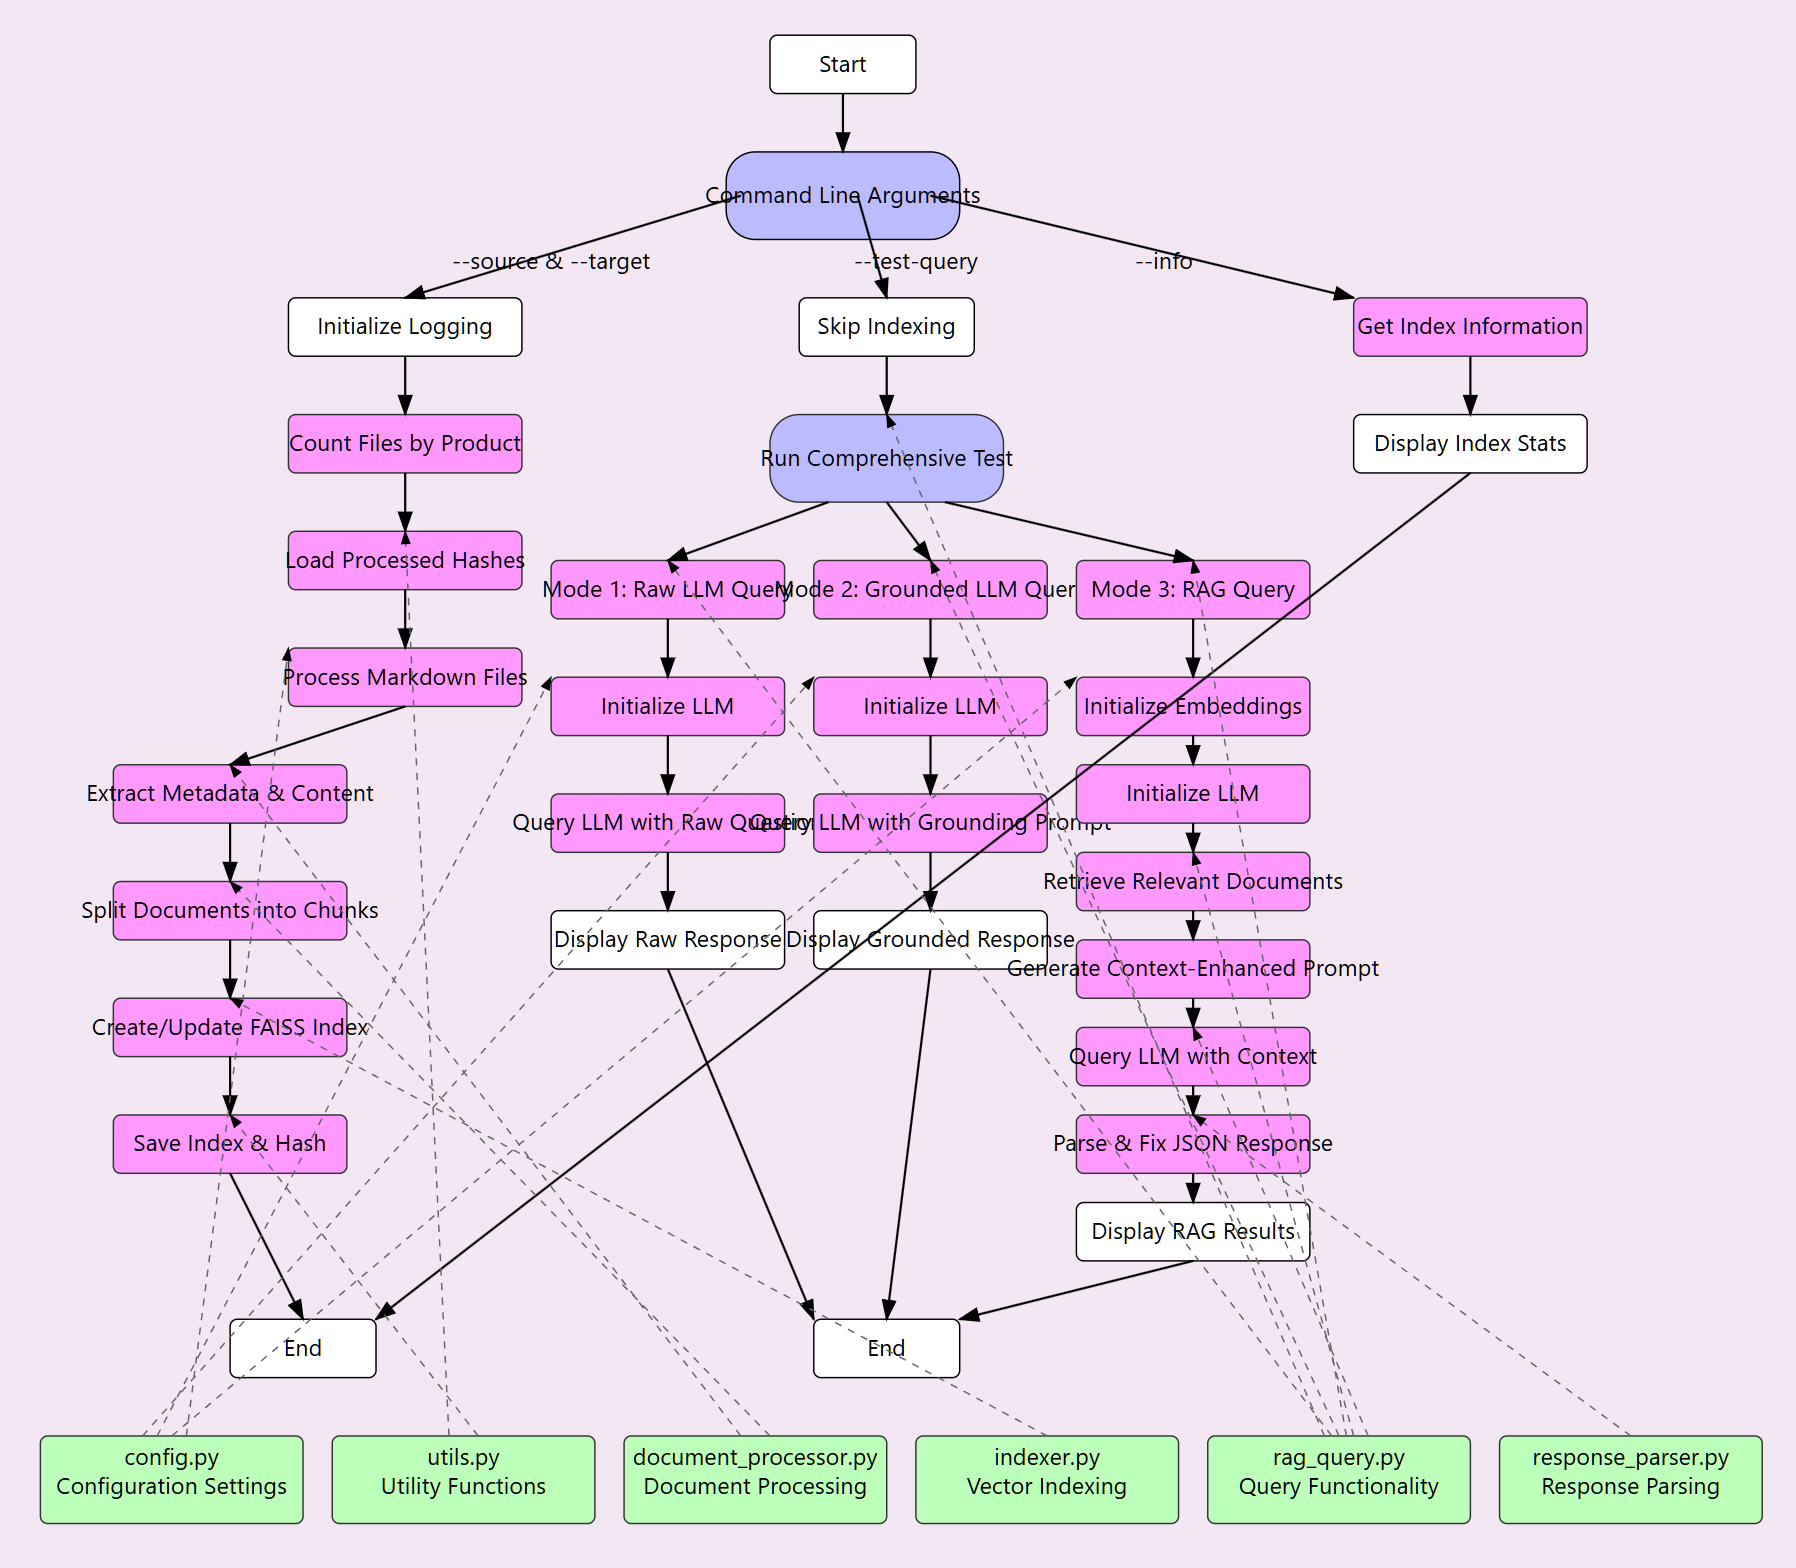 Start
Command Line Arguments
--source & --target
--test-query
--info
Initialize Logging
Skip Indexing
Get Index Information
Count Files by Product
Run Comprehensive Test
Display Index Stats
Load Processed Hashes
Mode 1: Raw LLM Query
Mode 2: Grounded LLM Query
Mode 3: RAG Query
Process Markdown Files
Initialize LLM
Initialize LLM
Initialize Embeddings
Extract Metadata & Content
Query LLM with Raw Question
Query LLM with Grounding Prompt
Initialize LLM
Retrieve Relevant Documents
Split Documents into Chunks
Display Raw Response
Display Grounded Response
Generate Context-Enhanced Prompt
Create/Update FAISS Index
Query LLM with Context
Save Index & Hash
Parse & Fix JSON Response
Display RAG Results
End
End
config.py
Configuration Settings
utils.py
Utility Functions
document_processor.py
Document Processing
indexer.py
Vector Indexing
rag_query.py
Query Functionality
response_parser.py
Response Parsing